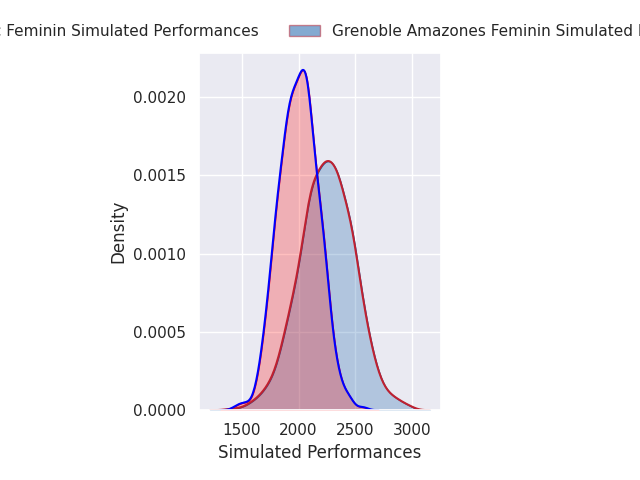 Feminin Simulated Performances Grenoble Amazones Feminin Simulated
0.0020
0.0015
0.0010
0.0005
0.0000
Density
1500 2000 2500 3000
Simulated Performances